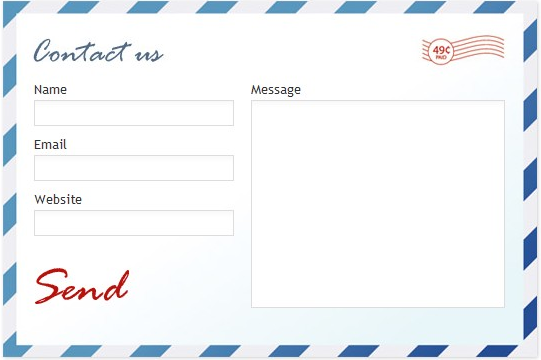 Contact us
49¢
PAID
Name
Email
Website
Message
Send